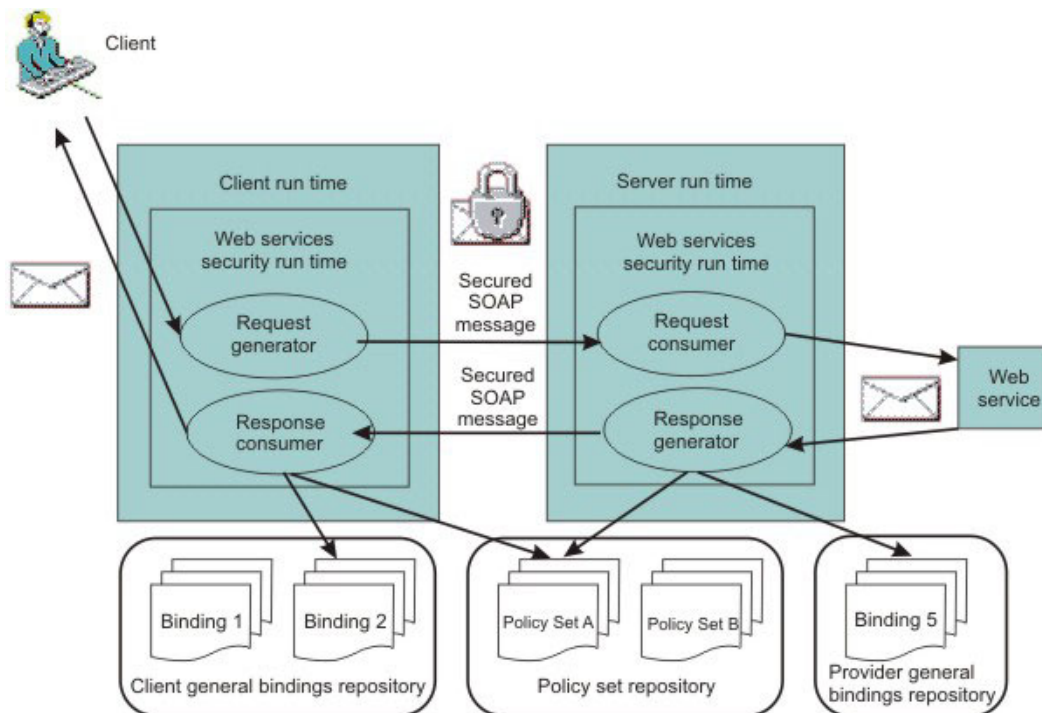 Client
Client run time
Server run time
Web services
security run time
Web services
security run time
Secured
SOAP
message
Request
generator
Request
consumer
Secured
SOAP
message
Web
service
Response
consumer
Response
generator
Binding 1
Binding 2
Policy Set A
Policy Set B
Binding 5
Client general bindings repository
Policy set repository
Provider general
bindings repository